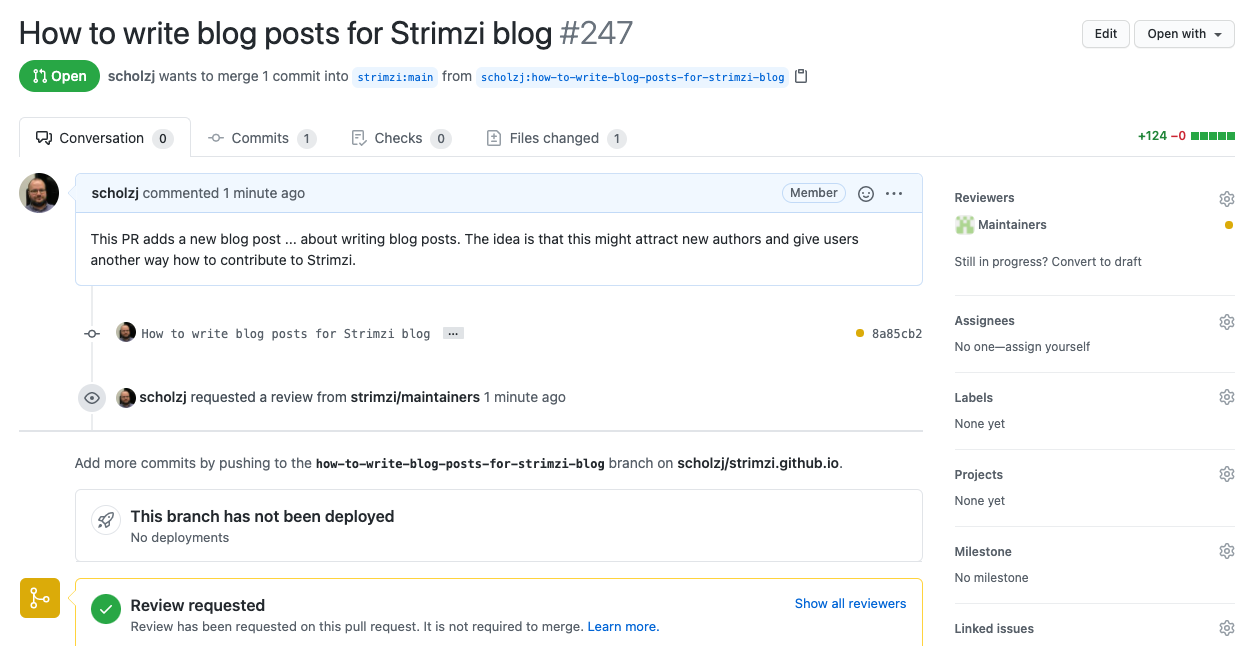 How to write blog posts for Strimzi blog #247
Edit
Open with
Open
scholzj wants to merge 1 commit into strimzi:main from scholzj:how-to-write-blog-posts-for-strimzi-blog
Conversation 0
Commits 1
Checks 0
Files changed 1
+124 −0
scholzj commented 1 minute ago
Member
This PR adds a new blog post ... about writing blog posts. The idea is that this might attract new authors and give users
another way how to contribute to Strimzi.
How to write blog posts for Strimzi blog ...
8a85cb2
scholzj requested a review from strimzi/maintainers 1 minute ago
Add more commits by pushing to the how-to-write-blog-posts-for-strimzi-blog branch on scholzj/strimzi.github.io.
This branch has not been deployed
No deployments
Review requested
Show all reviewers
Review has been requested on this pull request. It is not required to merge. Learn more.
Reviewers
Maintainers
Still in progress? Convert to draft
Assignees
No one—assign yourself
Labels
None yet
Projects
None yet
Milestone
No milestone
Linked issues